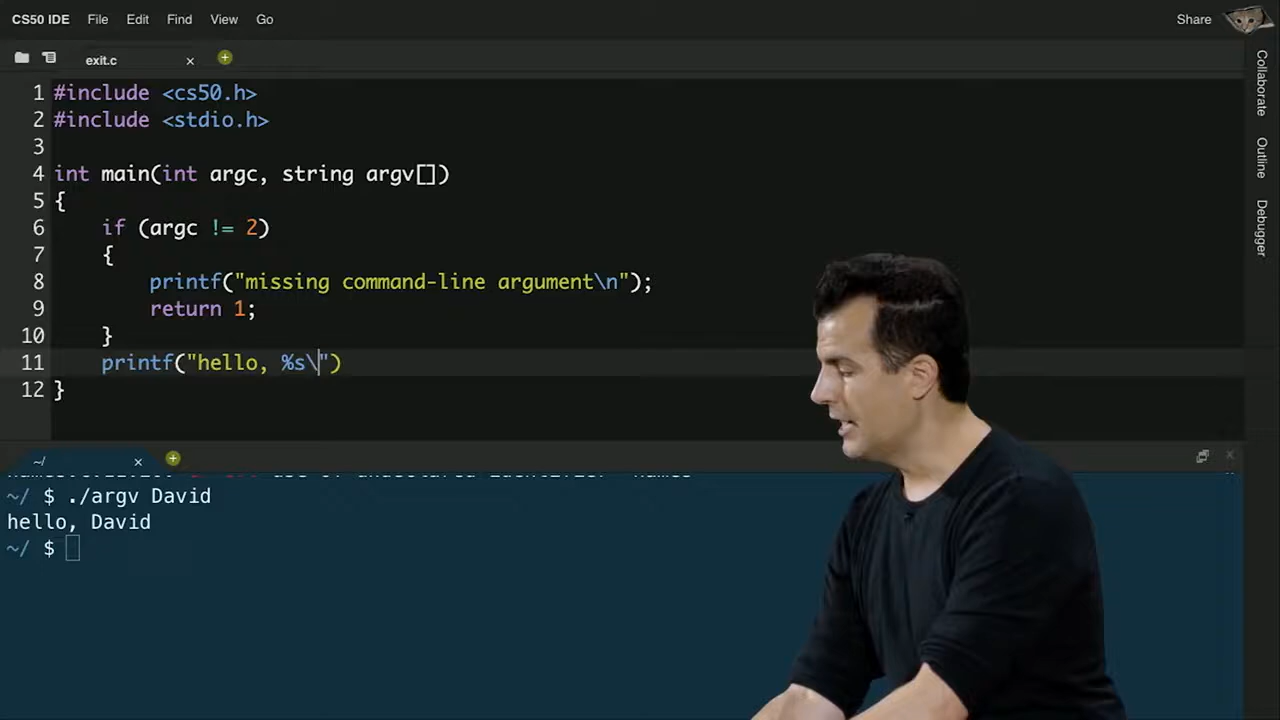 CS50 IDE File Edit Find View Go Share
exit.c
1 #include <cs50.h>
2 #include <stdio.h>
3
4 int main(int argc, string argv[])
5 {
6     if (argc != 2)
7     {
8         printf("missing command-line argument\n");
9         return 1;
10     }
11     printf("hello, %s\")
12 }
Collaborate
Outline
Debugger
~/
~/ $ ./argv David
hello, David
~/ $